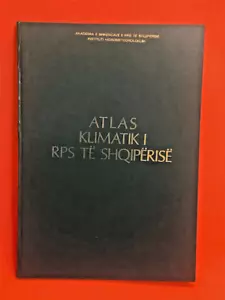 AKADEMIA E SHKENCAVE E RPS TË SHQIPËRISË
INSTITUTI HIDROMETEOROLOGJIK
ATLAS
KLIMATIK I
RPS TË SHQIPËRISË